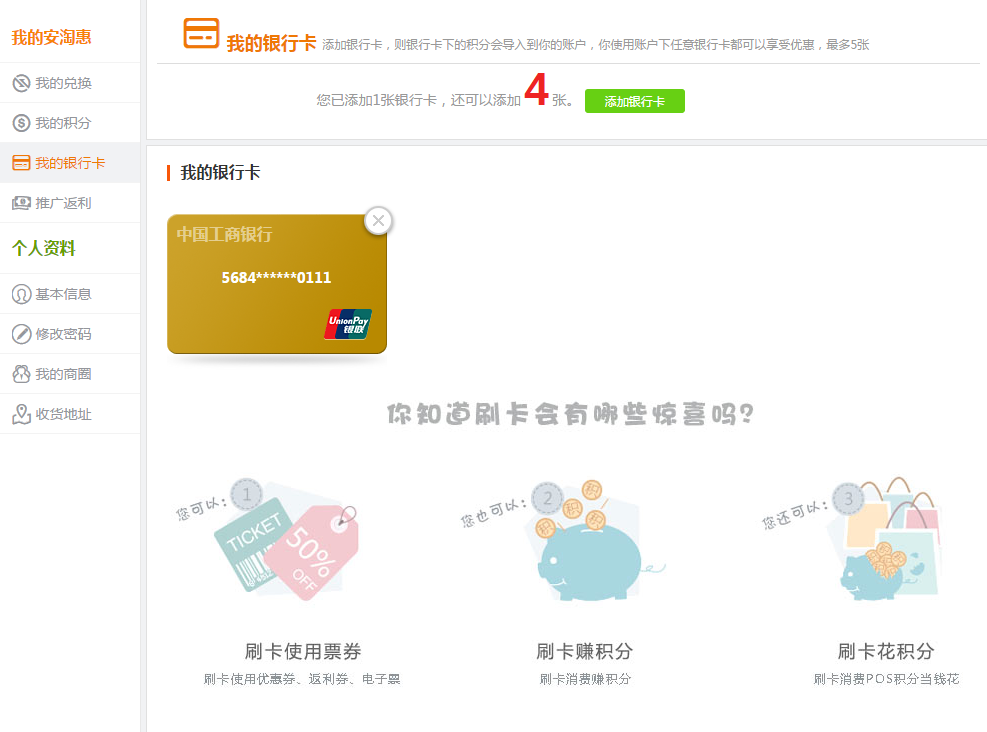 我的安淘惠
我的兑换
我的积分
我的银行卡
推广返利
个人资料
基本信息
修改密码
我的商圈
收货地址
我的银行卡 添加银行卡，则银行卡下的积分会导入到你的账户，你使用账户下任意银行卡都可以享受优惠，最多5张
您已添加1张银行卡，还可以添加4张。 添加银行卡
我的银行卡
中国工商银行
5684******0111
UnionPay
银联
你知道刷卡会有哪些惊喜吗?
您可以: 1
TICKET
50%
OFF
刷卡使用票券
刷卡使用优惠券、返利券、电子票
您也可以: 2
积
积
积
积
刷卡赚积分
刷卡消费赚积分
您还可以: 3
刷卡花积分
刷卡消费POS积分当钱花